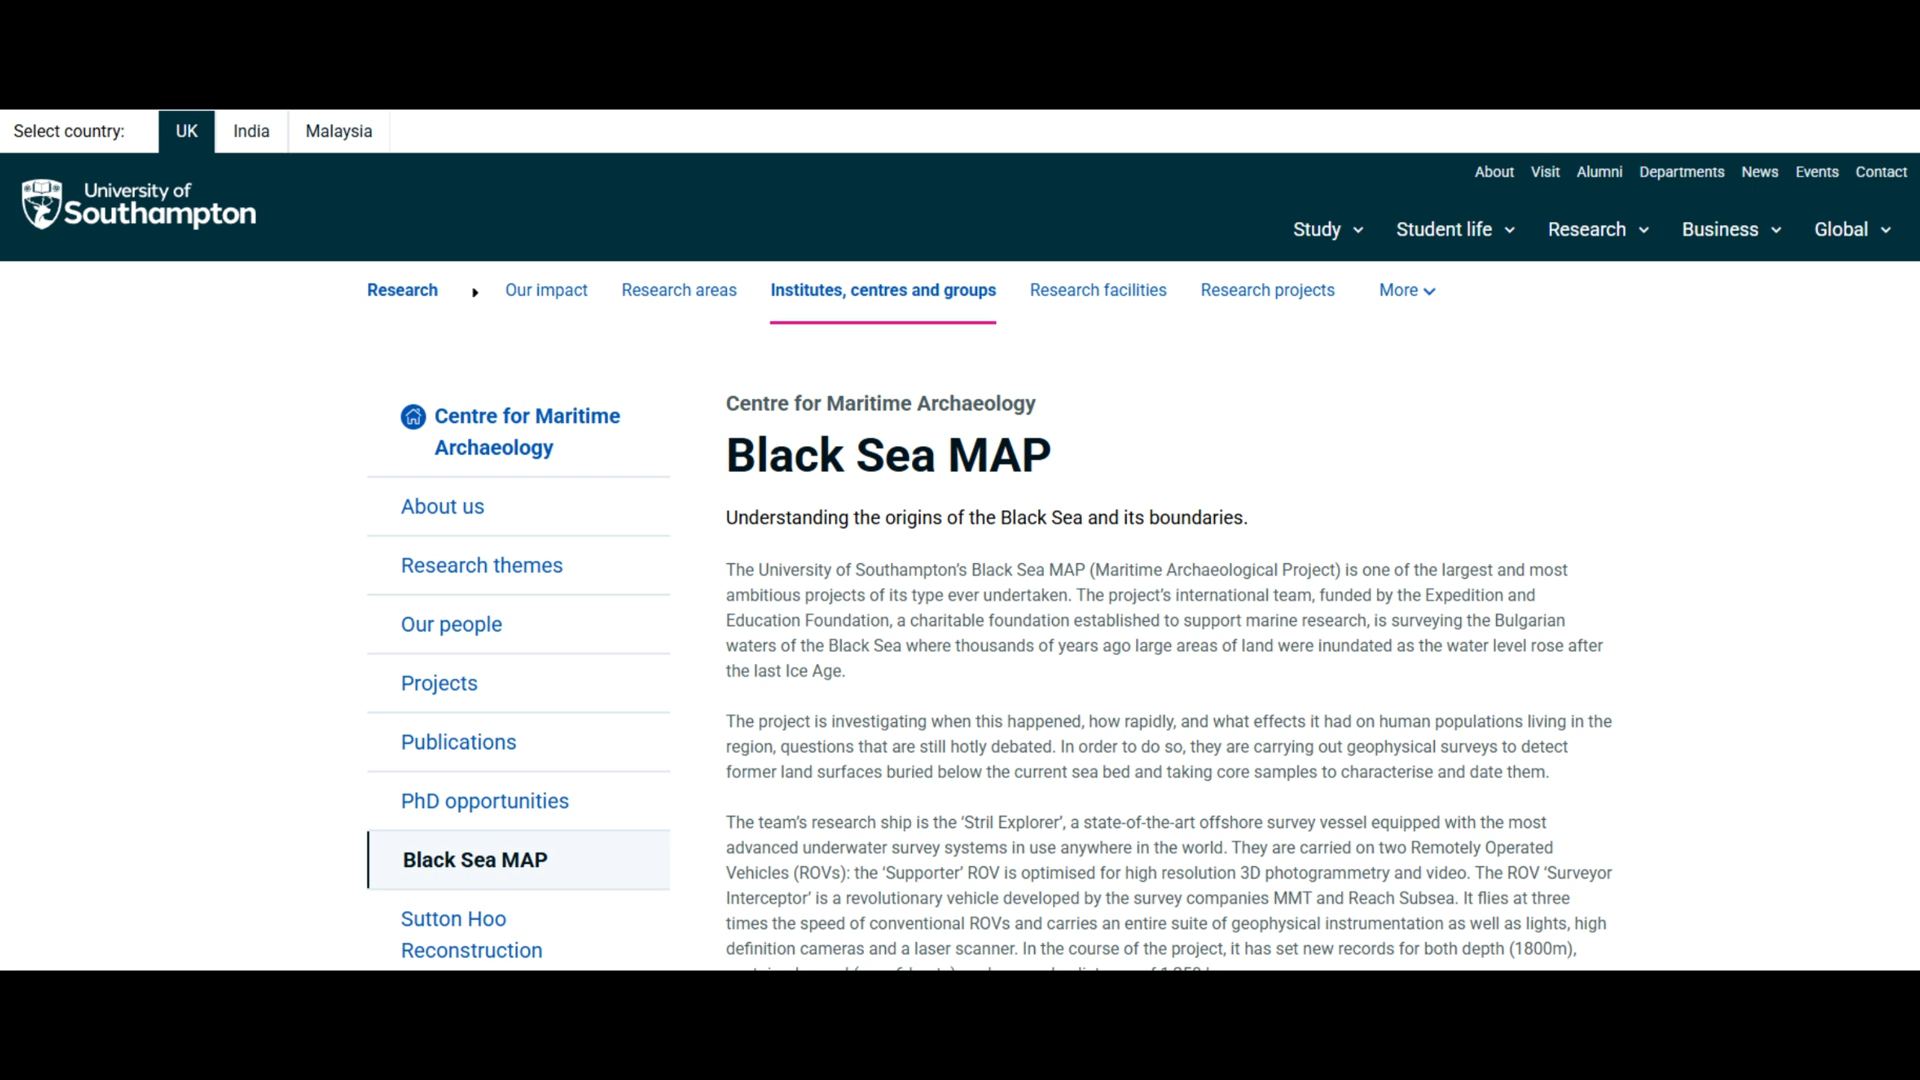 Select country:
UK
India
Malaysia
About Visit Alumni Departments News Events Contact
University of
Southampton
Study Student life Research Business Global
Research Our impact Research areas Institutes, centres and groups Research facilities Research projects More
Centre for Maritime
Archaeology
About us
Research themes
Our people
Projects
Publications
PhD opportunities
Black Sea MAP
Sutton Hoo
Reconstruction
Centre for Maritime Archaeology
Black Sea MAP
Understanding the origins of the Black Sea and its boundaries.
The University of Southampton’s Black Sea MAP (Maritime Archaeological Project) is one of the largest and most
ambitious projects of its type ever undertaken. The project’s international team, funded by the Expedition and
Education Foundation, a charitable foundation established to support marine research, is surveying the Bulgarian
waters of the Black Sea where thousands of years ago large areas of land were inundated as the water level rose after
the last Ice Age.
The project is investigating when this happened, how rapidly, and what effects it had on human populations living in the
region, questions that are still hotly debated. In order to do so, they are carrying out geophysical surveys to detect
former land surfaces buried below the current sea bed and taking core samples to characterise and date them.
The team’s research ship is the ‘Stril Explorer’, a state-of-the-art offshore survey vessel equipped with the most
advanced underwater survey systems in use anywhere in the world. They are carried on two Remotely Operated
Vehicles (ROVs): the ‘Supporter’ ROV is optimised for high resolution 3D photogrammetry and video. The ROV ‘Surveyor
Interceptor’ is a revolutionary vehicle developed by the survey companies MMT and Reach Subsea. It flies at three
times the speed of conventional ROVs and carries an entire suite of geophysical instrumentation as well as lights, high
definition cameras and a laser scanner. In the course of the project, it has set new records for both depth (1800m),